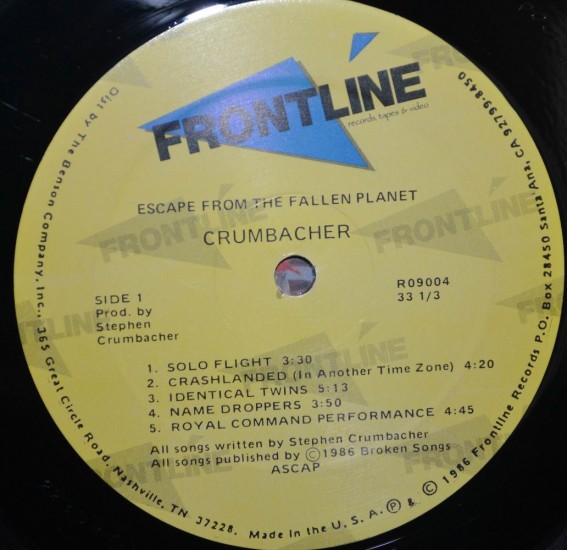 FRONTLINE
records, tapes & video
ESCAPE FROM THE FALLEN PLANET
CRUMBACHER
SIDE 1
Prod. by
Stephen
Crumbacher
R09004
33 1/3
1. SOLO FLIGHT 3:30
2. CRASHLANDED (In Another Time Zone) 4:20
3. IDENTICAL TWINS 5:13
4. NAME DROPPERS 3:50
5. ROYAL COMMAND PERFORMANCE 4:45
All songs written by Stephen Crumbacher
All songs published by ©1986 Broken Songs
ASCAP
Dist by The Benson Company, Inc., 365 Great Circle Road, Nashville, TN 37228. Made in the U.S.A. ℗ & © 1986 Frontline Records P.O. Box 28450 Santa Ana, CA 92799-8450